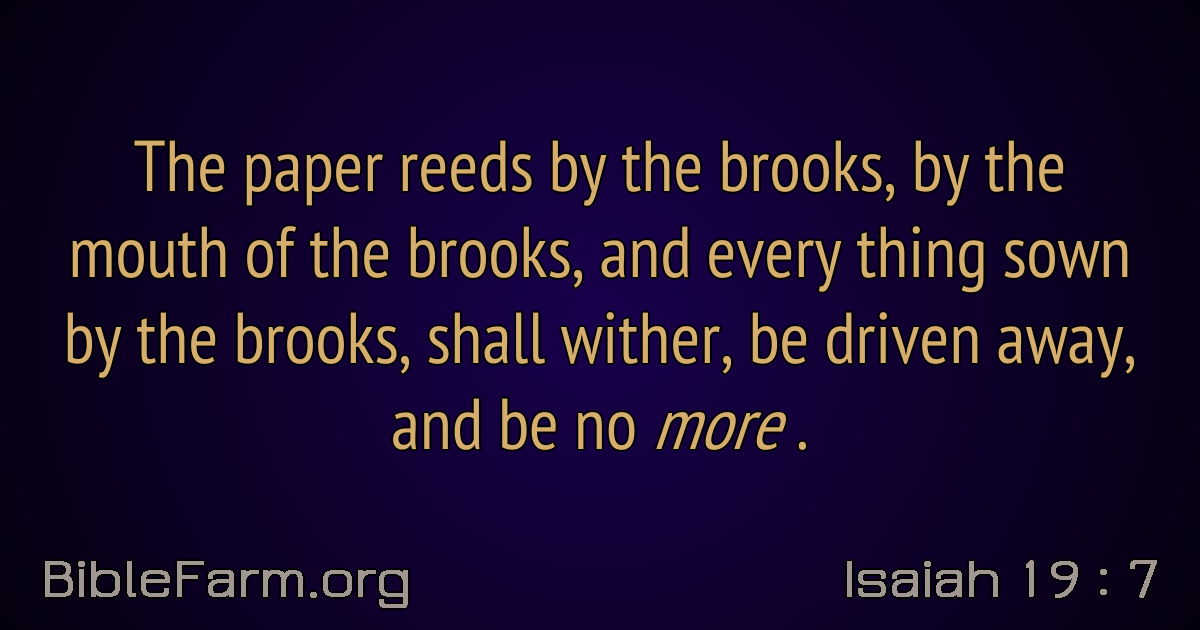 The paper reeds by the brooks, by the
mouth of the brooks, and every thing sown
by the brooks, shall wither, be driven away,
and be no more .
BibleFarm.org
Isaiah 19 : 7